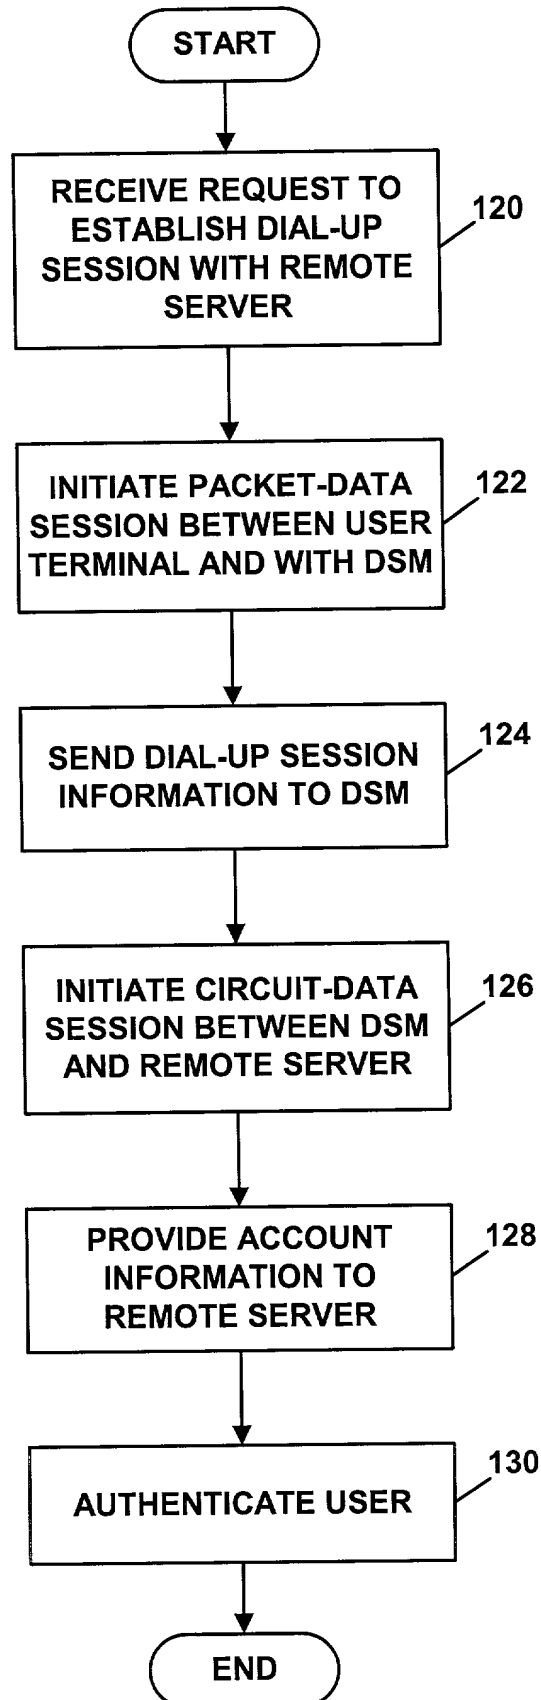 START
RECEIVE REQUEST TO
ESTABLISH DIAL-UP
SESSION WITH REMOTE
SERVER
120
INITIATE PACKET-DATA
SESSION BETWEEN USER
TERMINAL AND WITH DSM
122
SEND DIAL-UP SESSION
INFORMATION TO DSM
124
INITIATE CIRCUIT-DATA
SESSION BETWEEN DSM
AND REMOTE SERVER
126
PROVIDE ACCOUNT
INFORMATION TO
REMOTE SERVER
128
AUTHENTICATE USER
130
END